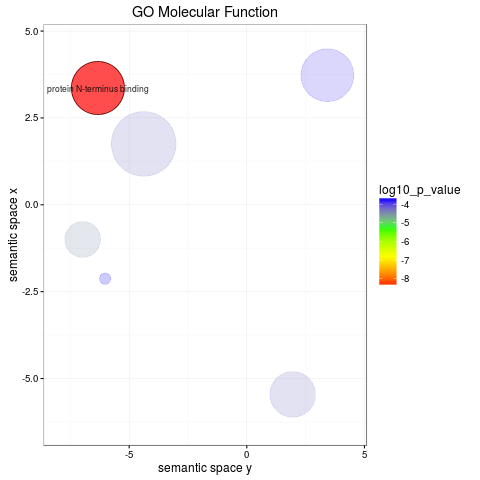 GO Molecular Function
5.0
2.5
0.0
-2.5
-5.0
semantic space x
protein N-terminus binding
-5
0
5
semantic space y
log10_p_value
-4
-5
-6
-7
-8